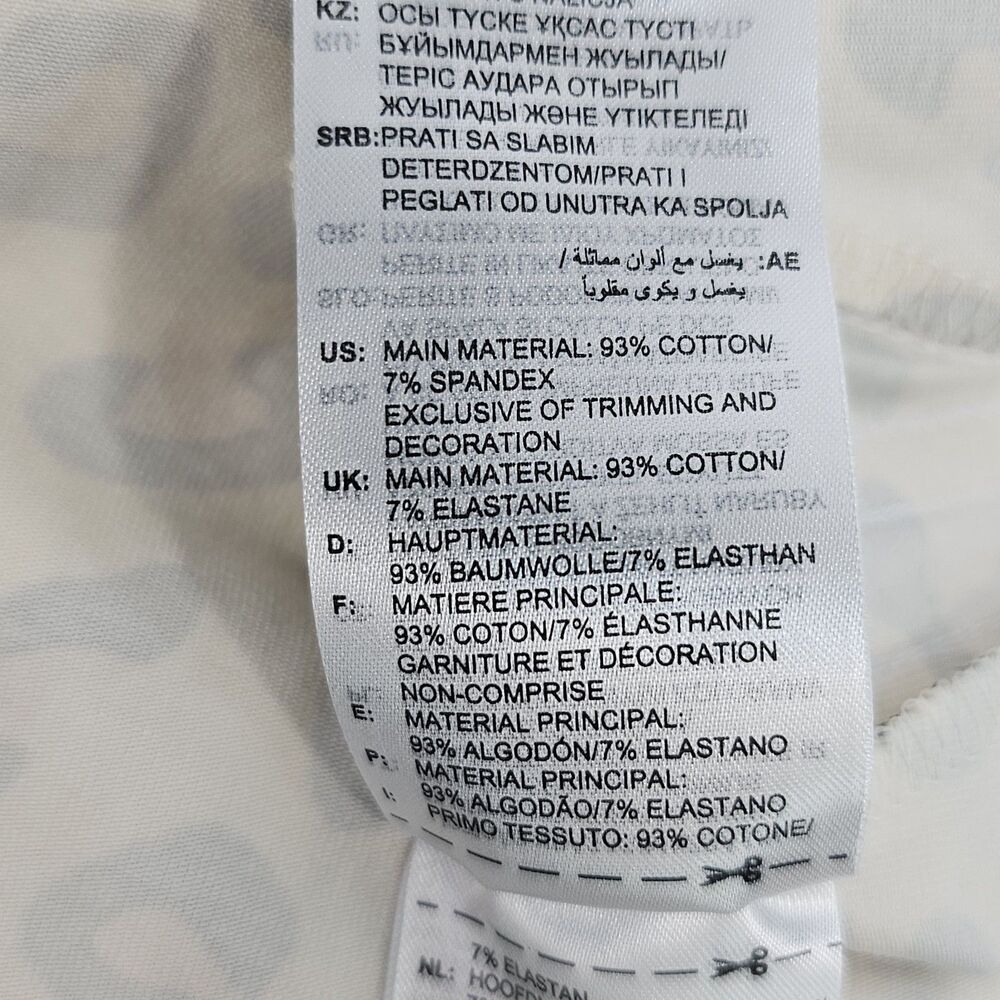 KZ: ОСЫ ТҮСКЕ ҰҚСАС ТҮСТІ
БҰЙЫМДАРМЕН ЖУЫЛАДЫ/
ТЕРІС АУДАРА ОТЫРЫП
ЖУЫЛАДЫ ЖӘНЕ ҮТІКТЕЛЕДІ
SRB: PRATI SA SLABIM
DETERDZENTOM/PRATI I
PEGLATI OD UNUTRA KA SPOLJA
AE: يغسل مع ألوان مماثلة /
يغسل و يكوى مقلوباً
US: MAIN MATERIAL: 93% COTTON/
7% SPANDEX
EXCLUSIVE OF TRIMMING AND
DECORATION
UK: MAIN MATERIAL: 93% COTTON/
7% ELASTANE
D: HAUPTMATERIAL:
93% BAUMWOLLE/7% ELASTHAN
F: MATIERE PRINCIPALE:
93% COTON/7% ÉLASTHANNE
GARNITURE ET DÉCORATION
NON-COMPRISE
E: MATERIAL PRINCIPAL:
93% ALGODÓN/7% ELASTANO
P: MATERIAL PRINCIPAL:
93% ALGODÃO/7% ELASTANO
I: PRIMO TESSUTO: 93% COTONE/
7% ELASTAN
NL: